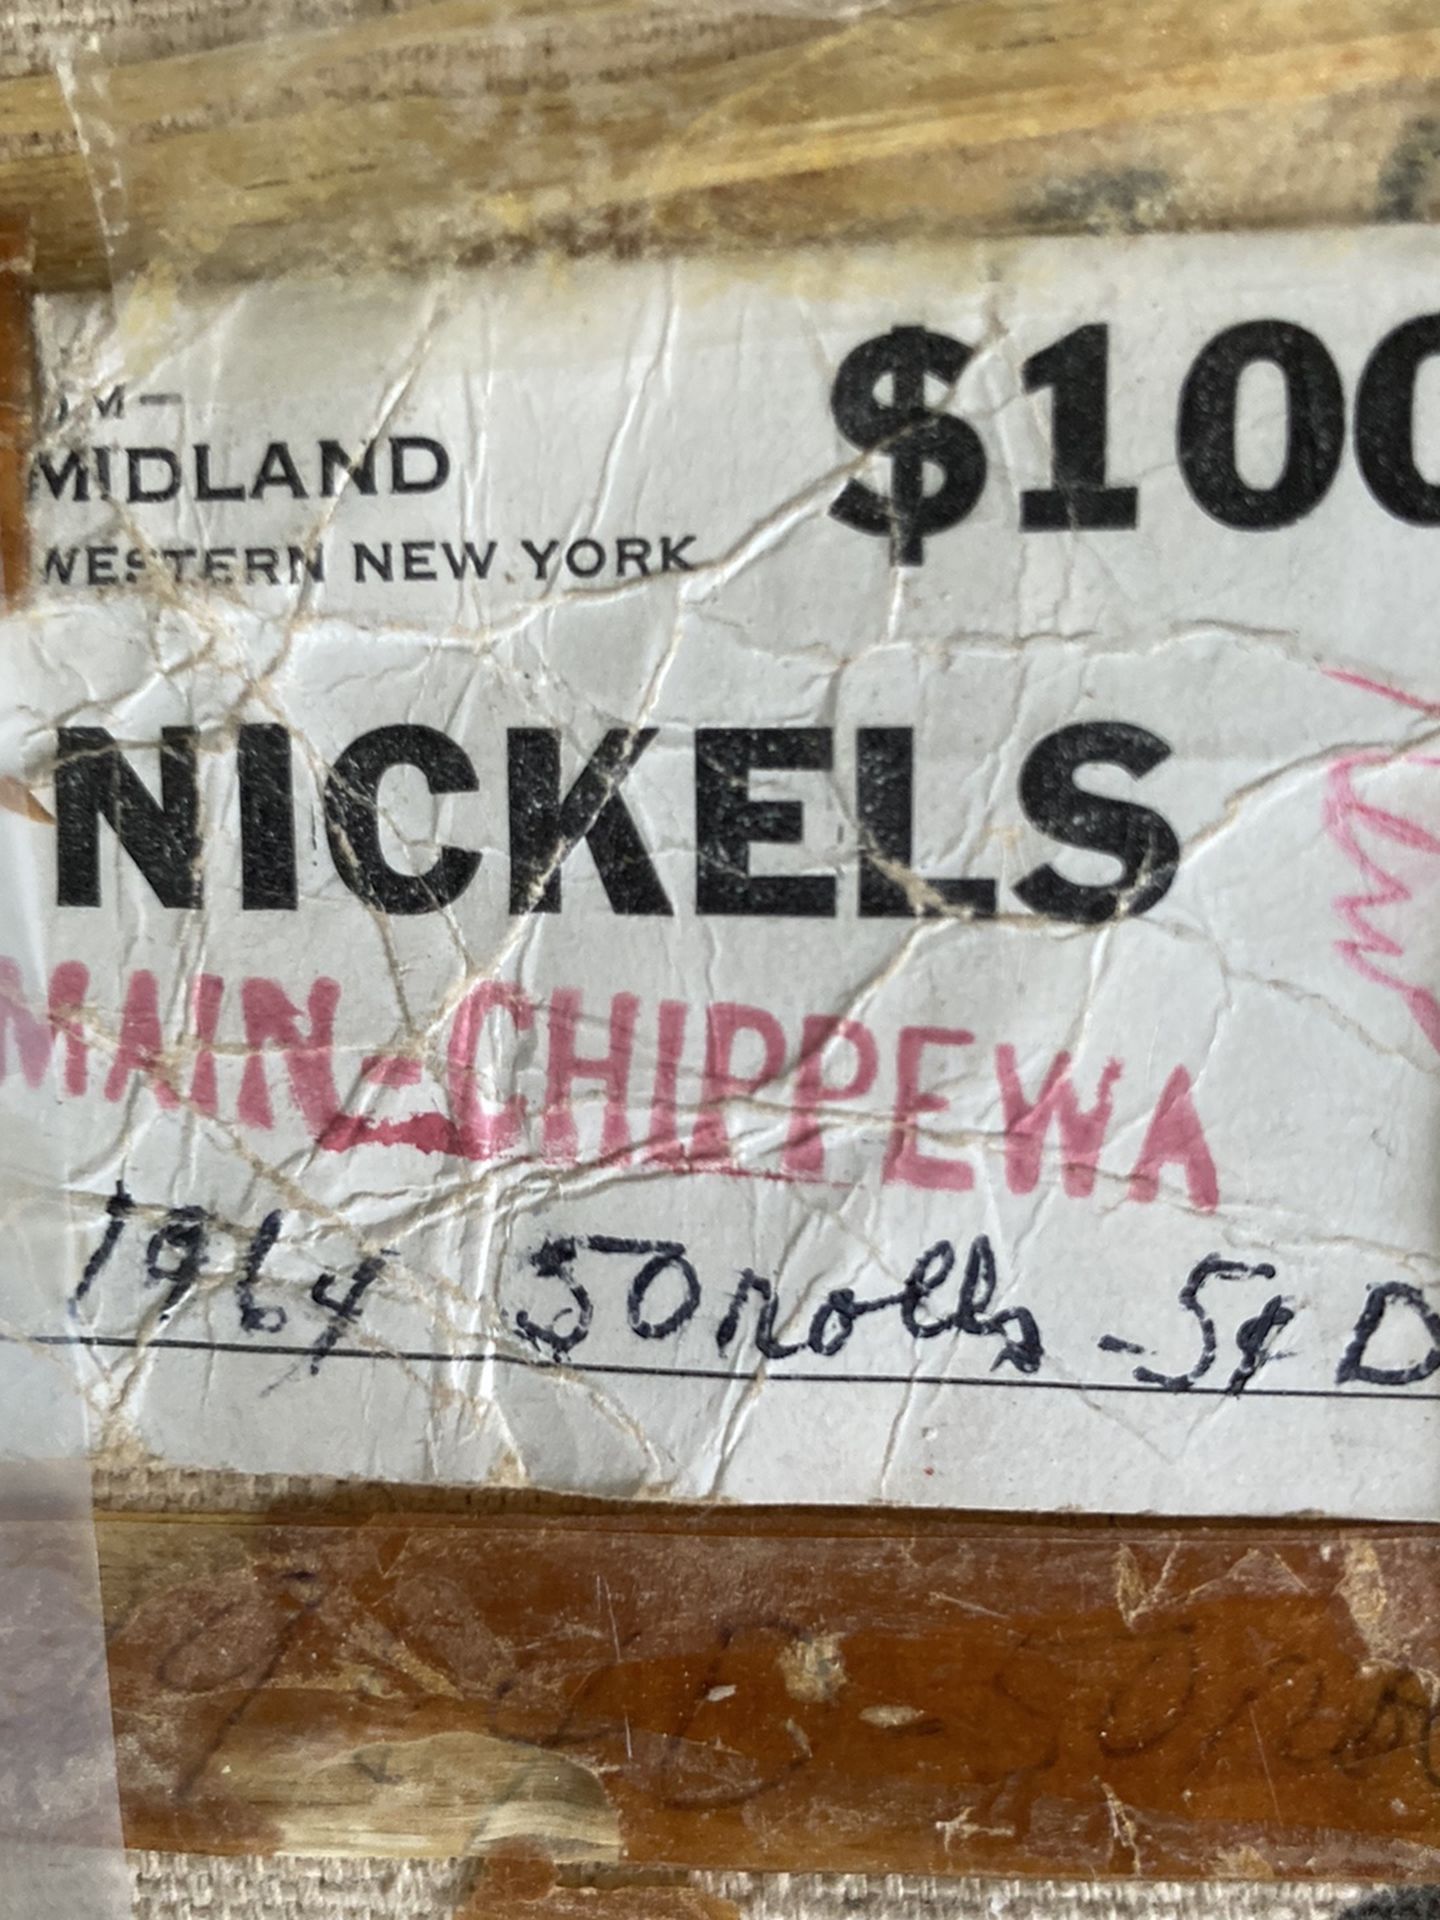 MIDLAND
$100
WESTERN NEW YORK
NICKELS
MAIN-CHIPPEWA
1964 50 rolls - 5¢ D